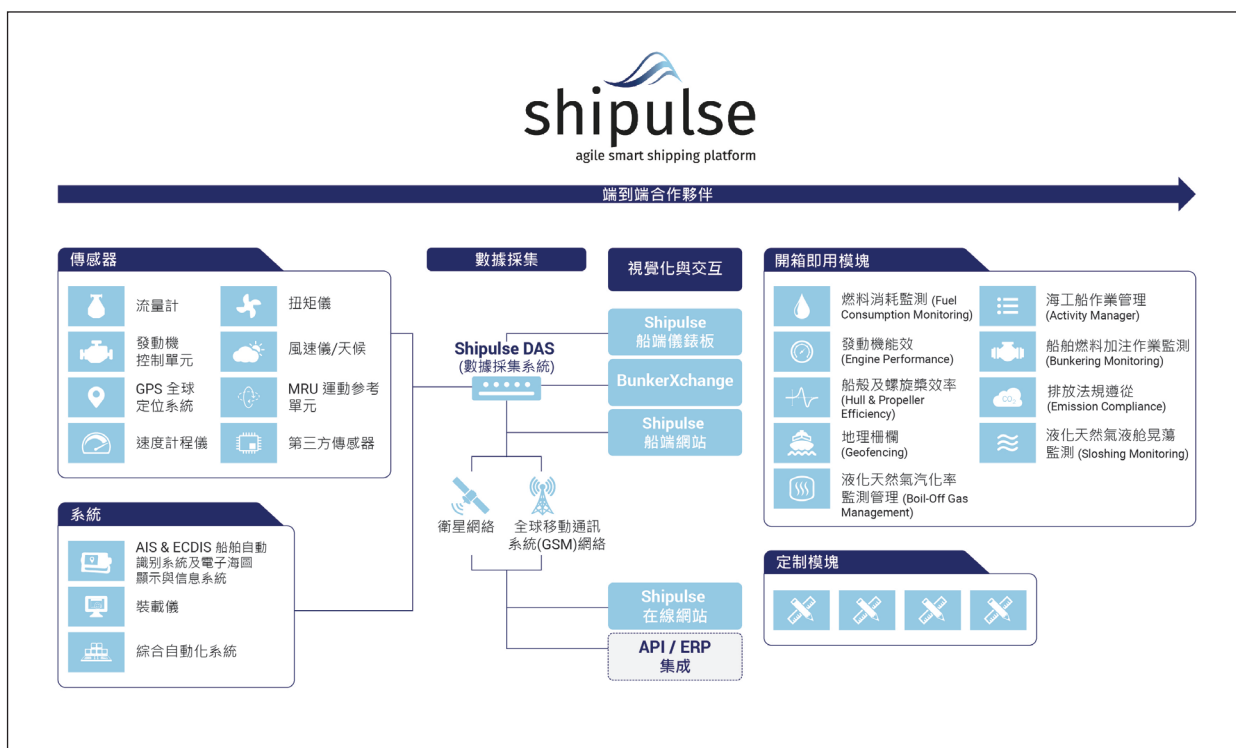 shipulse
agile smart shipping platform
端到端合作夥伴
傳感器
流量計
扭矩儀
發動機
控制單元
風速儀/天候
GPS 全球
定位系統
MRU 運動參考
單元
速度計程儀
第三方傳感器
系統
AIS & ECDIS 船舶自動
識別系統及電子海圖
顯示與信息系統
裝載儀
綜合自動化系統
數據採集
Shipulse DAS
(數據採集系統)
衛星網絡
全球移動通訊
系統(GSM)網絡
視覺化與交互
Shipulse
船端儀錶板
BunkerXchange
Shipulse
船端網站
Shipulse
在線網站
API / ERP
集成
開箱即用模塊
燃料消耗監測 (Fuel
Consumption Monitoring)
發動機能效
(Engine Performance)
船殼及螺旋槳效率
(Hull & Propeller
Efficiency)
地理柵欄
(Geofencing)
液化天然氣汽化率
監測管理 (Boil-Off Gas
Management)
海工船作業管理
(Activity Manager)
船舶燃料加注作業監測
(Bunkering Monitoring)
CO2
排放法規遵從
(Emission Compliance)
液化天然氣液舱晃蕩
監測 (Sloshing Monitoring)
定制模塊